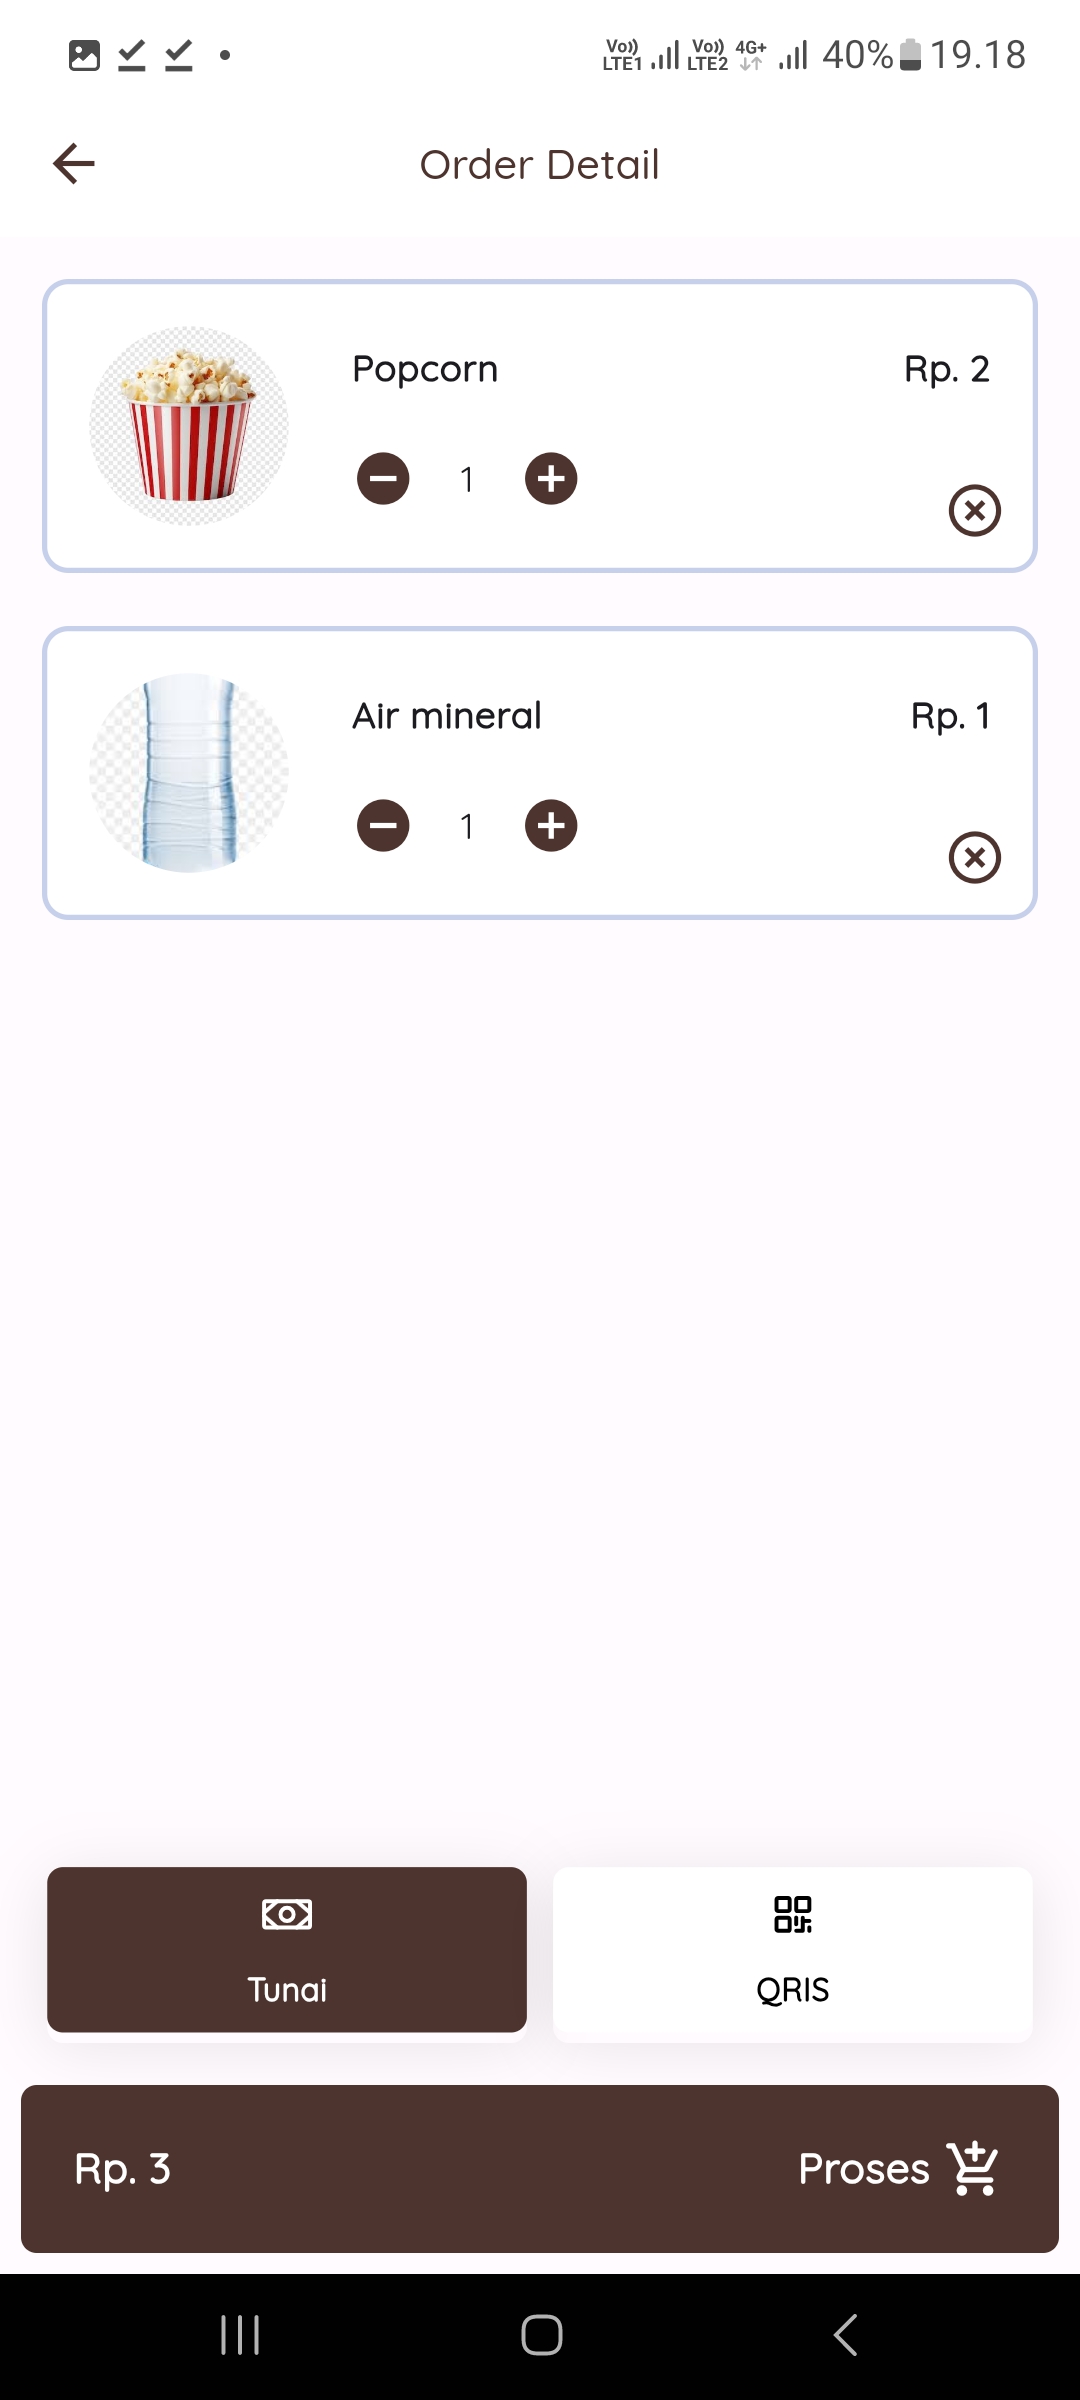 Vo)) LTE1 Vo)) LTE2 4G+ 40% 19.18
Order Detail
Popcorn Rp. 2
1
Air mineral Rp. 1
1
Tunai QRIS
Rp. 3 Proses